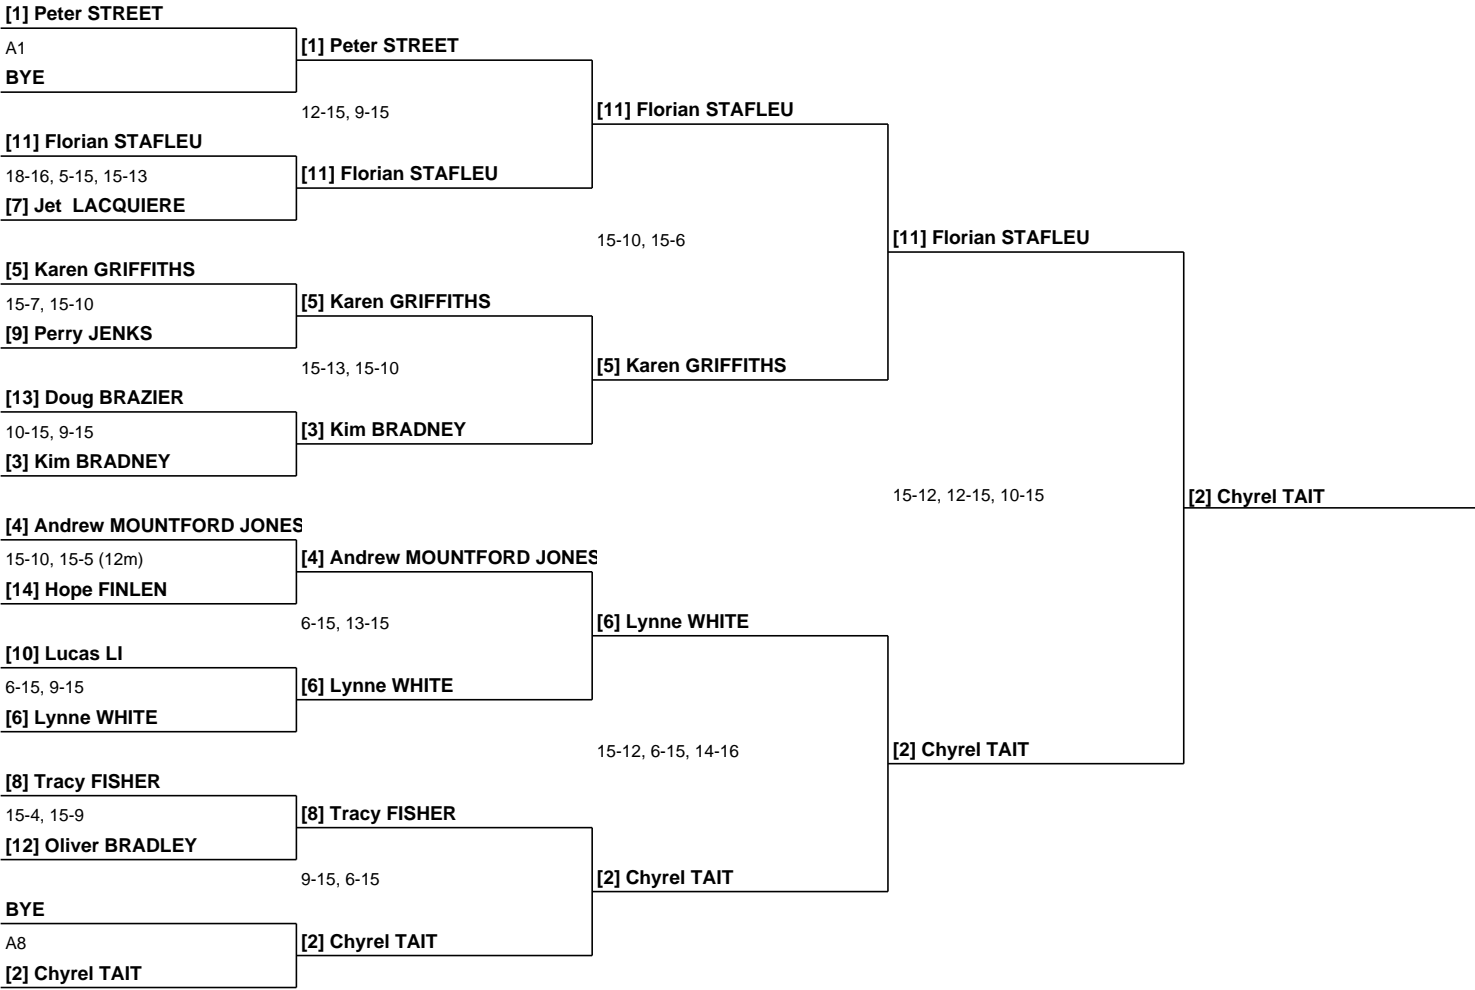 [1] Peter STREET
A1
BYE
[11] Florian STAFLEU
18-16, 5-15, 15-13
[7] Jet  LACQUIERE
[5] Karen GRIFFITHS
15-7, 15-10
[9] Perry JENKS
[13] Doug BRAZIER
10-15, 9-15
[3] Kim BRADNEY
[4] Andrew MOUNTFORD JONES
15-10, 15-5 (12m)
[14] Hope FINLEN
[10] Lucas LI
6-15, 9-15
[6] Lynne WHITE
[8] Tracy FISHER
15-4, 15-9
[12] Oliver BRADLEY
BYE
A8
[2] Chyrel TAIT
[1] Peter STREET
12-15, 9-15
[11] Florian STAFLEU
[5] Karen GRIFFITHS
15-13, 15-10
[3] Kim BRADNEY
[4] Andrew MOUNTFORD JONES
6-15, 13-15
[6] Lynne WHITE
[8] Tracy FISHER
9-15, 6-15
[2] Chyrel TAIT
[11] Florian STAFLEU
15-10, 15-6
[5] Karen GRIFFITHS
[6] Lynne WHITE
15-12, 6-15, 14-16
[2] Chyrel TAIT
[11] Florian STAFLEU
15-12, 12-15, 10-15
[2] Chyrel TAIT
[2] Chyrel TAIT